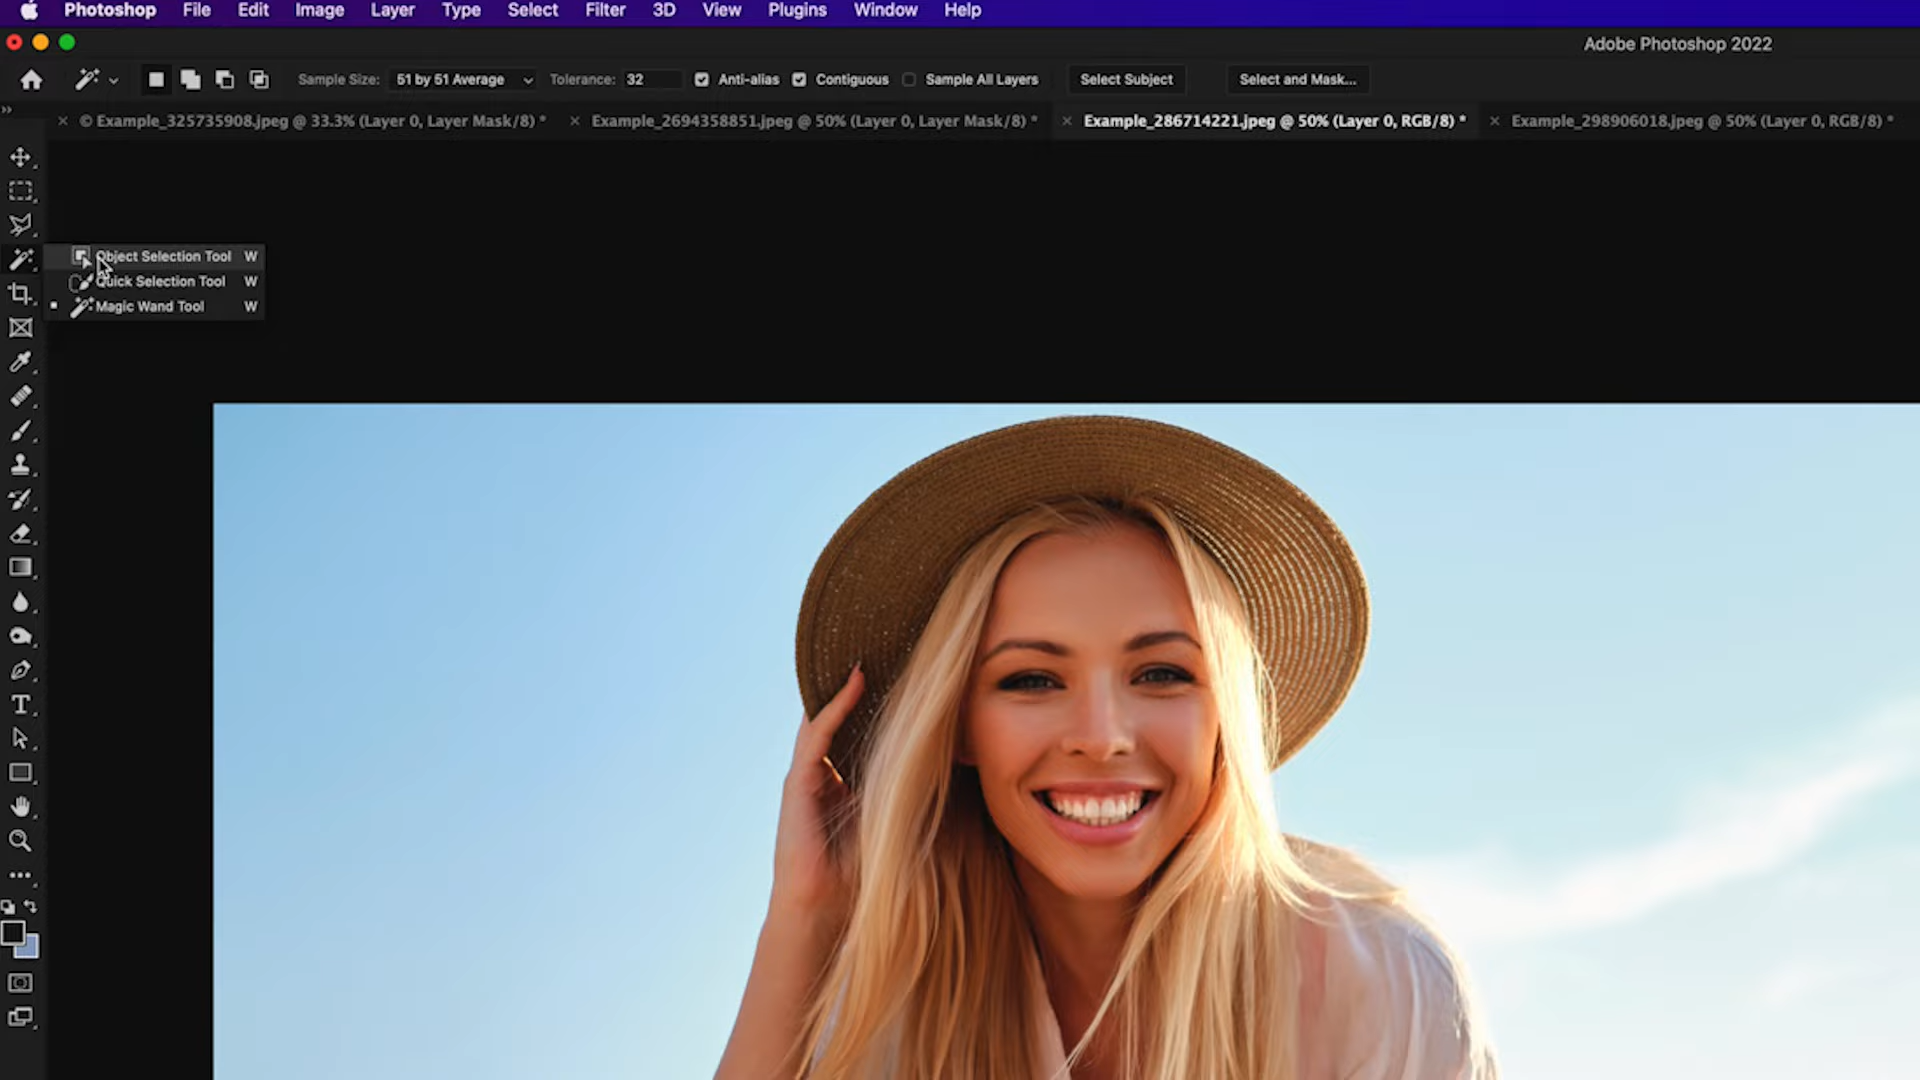 Photoshop File Edit Image Layer Type Select Filter 3D View Plugins Window Help
Adobe Photoshop 2022
Sample Size: 51 by 51 Average Tolerance: 32 Anti-alias Contiguous Sample All Layers Select Subject Select and Mask...
© Example_325735908.jpeg @ 33.3% (Layer 0, Layer Mask/8) * Example_2694358851.jpeg @ 50% (Layer 0, Layer Mask/8) * Example_286714221.jpeg @ 50% (Layer 0, RGB/8) * Example_298906018.jpeg @ 50% (Layer 0, RGB/8) *
Object Selection Tool W
Quick Selection Tool W
Magic Wand Tool W